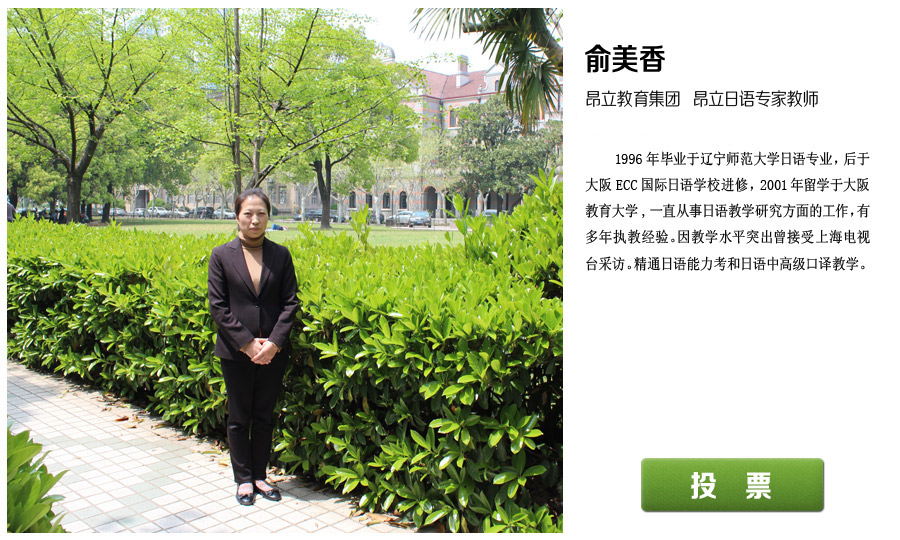 俞美香
昂立教育集团 昂立日语专家教师
1996 年毕业于辽宁师范大学日语专业，后于
大阪 ECC 国际日语学校进修，2001 年留学于大阪
教育大学，一直从事日语教学研究方面的工作，有
多年执教经验。因教学水平突出曾接受上海电视
台采访。精通日语能力考和日语中高级口译教学。
投 票